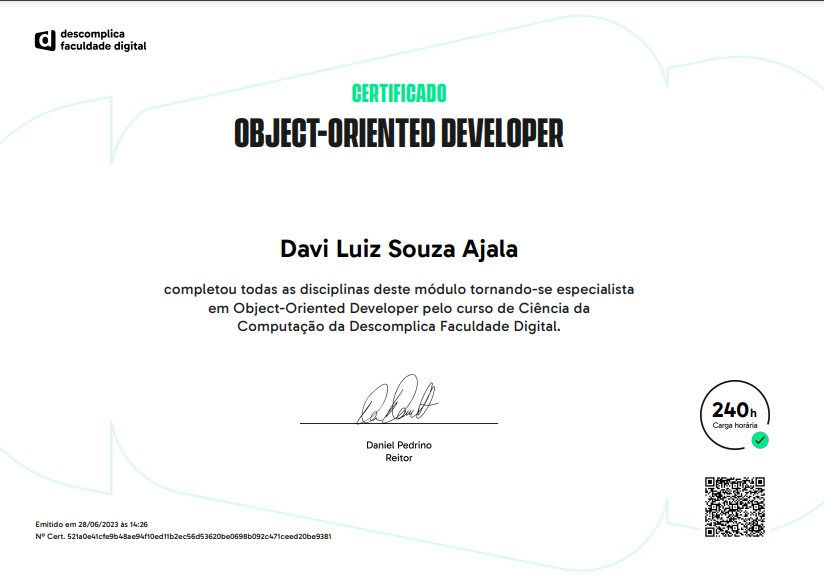 descomplica
faculdade digital
CERTIFICADO
OBJECT-ORIENTED DEVELOPER
Davi Luiz Souza Ajala
completou todas as disciplinas deste módulo tornando-se especialista
em Object-Oriented Developer pelo curso de Ciência da
Computação da Descomplica Faculdade Digital.
Daniel Pedrino
Reitor
240h
Carga horária
Emitido em 28/06/2023 às 14:26
Nº Cert. 521a0e41cfe9b48ae94f10ed11b2ec56d53620be0698b092c471ceed20be9381